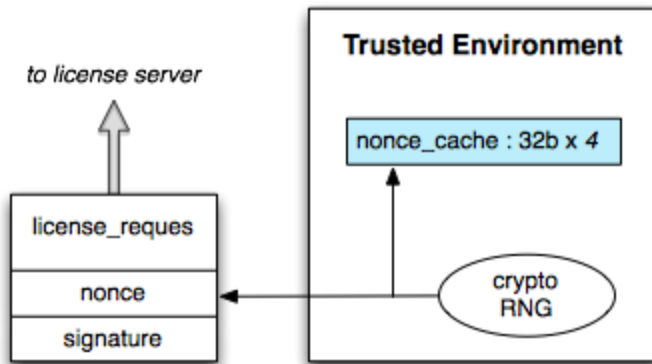 Trusted Environment
to license server
nonce_cache : 32b x 4
license_reques
nonce
signature
crypto
RNG